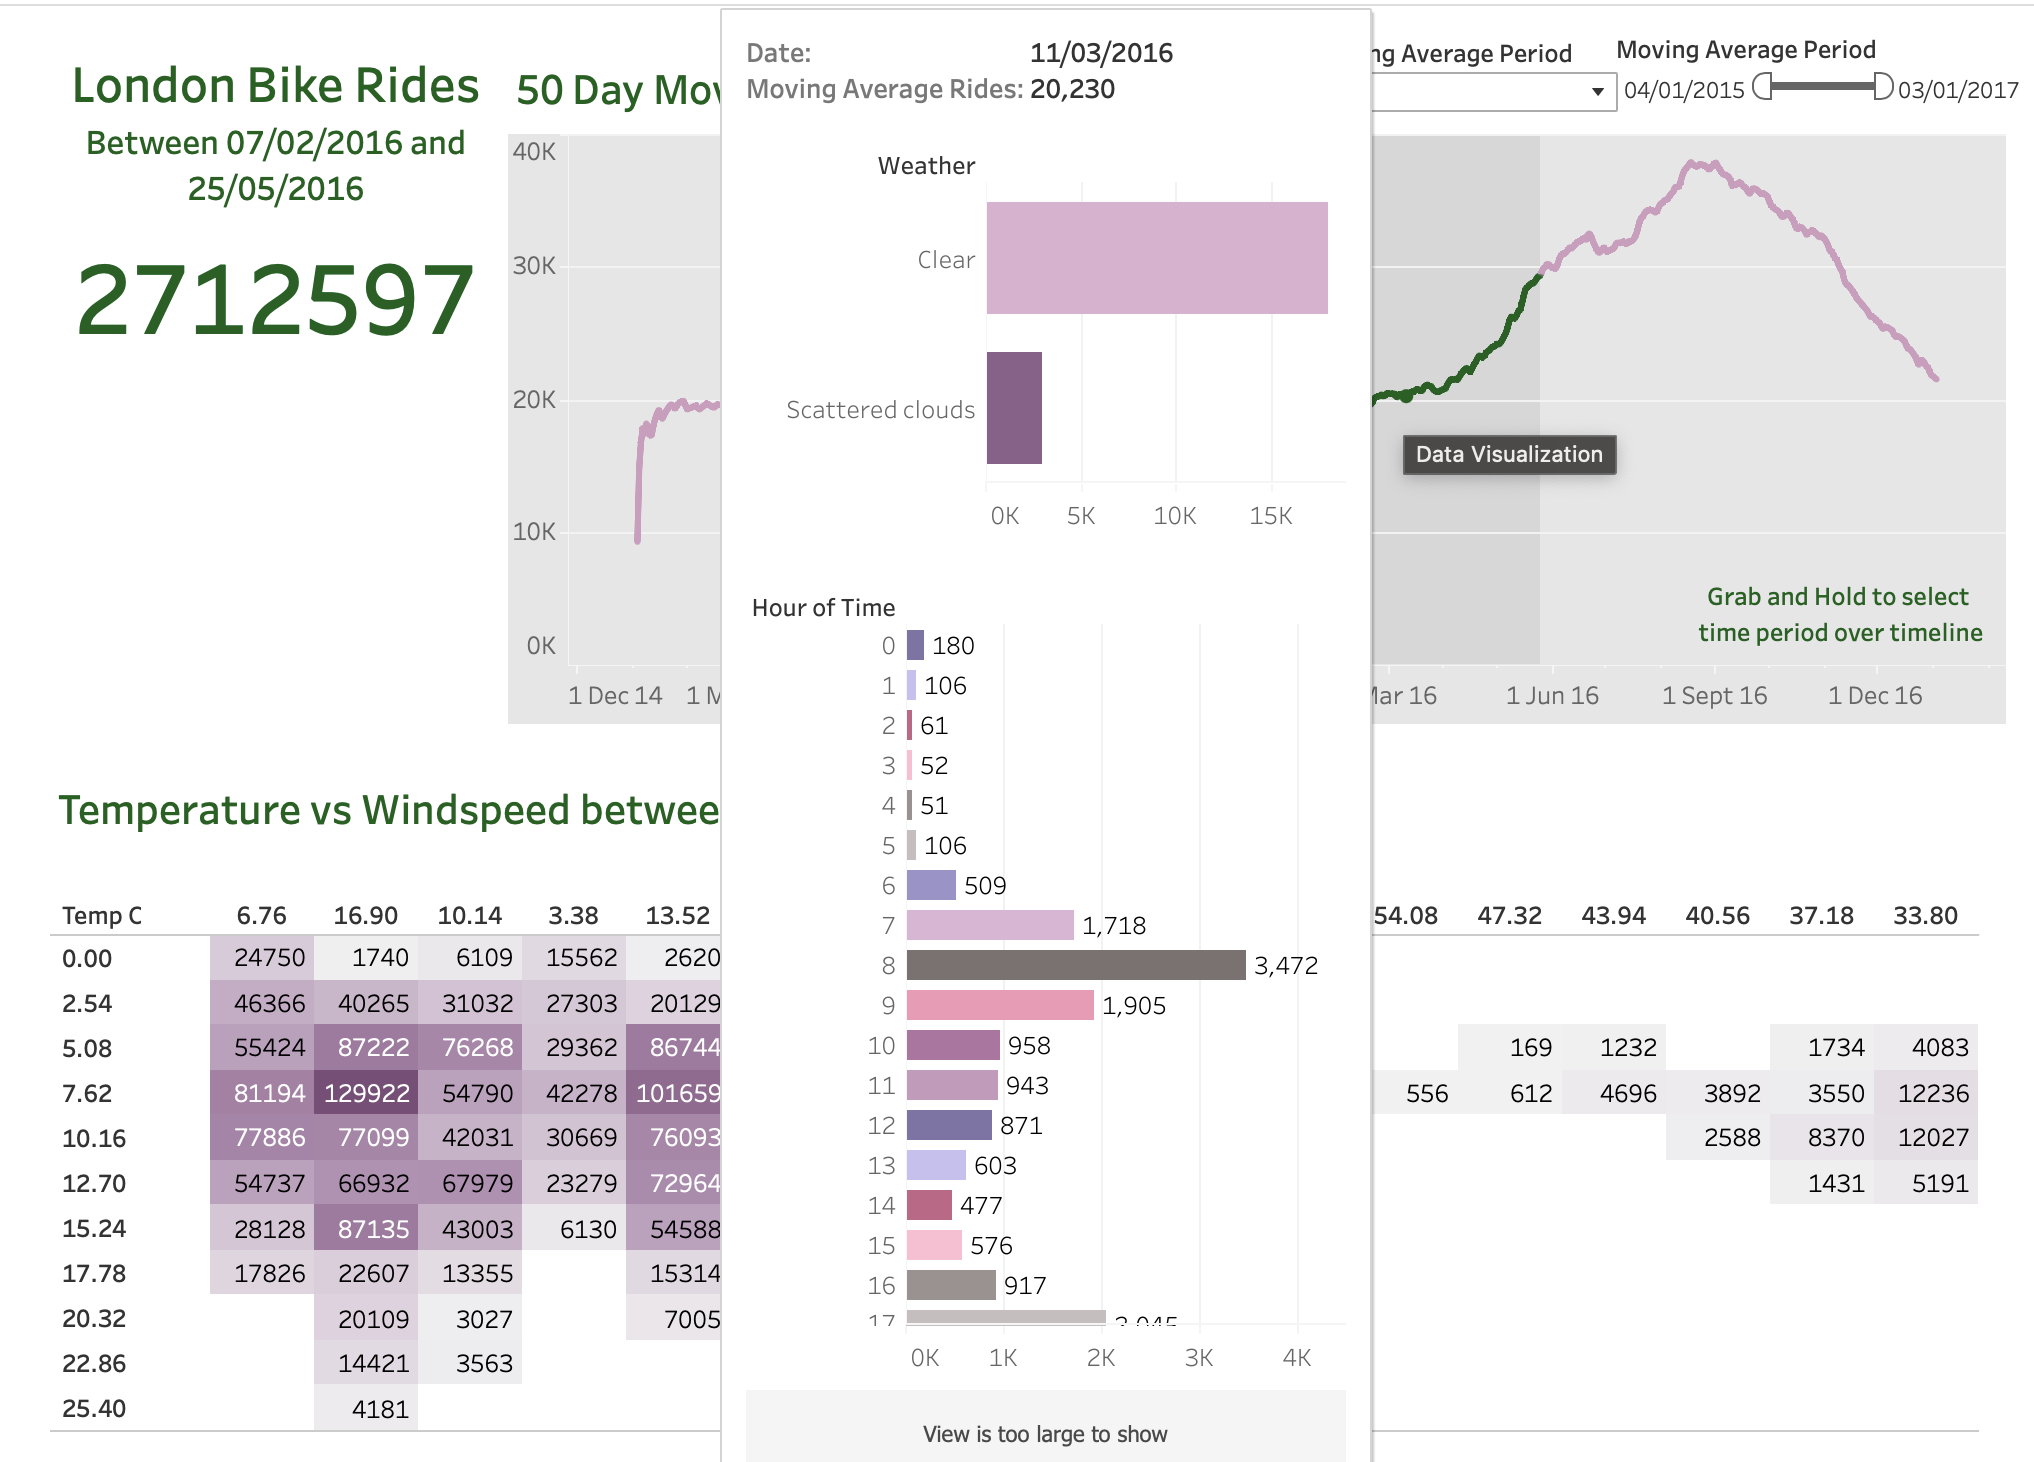 London Bike Rides
Between 07/02/2016 and
25/05/2016
2712597
50 Day
40K
30K
20K
10K
0K
1 Dec 14
Date: 11/03/2016
Moving Average Rides: 20,230
Weather
Clear
Scattered clouds
0K 5K 10K 15K
Hour of Time
0 180
1 106
2 61
3 52
4 51
5 106
6 509
7 1,718
8 3,472
9 1,905
10 958
11 943
12 871
13 603
14 477
15 576
16 917
17
0K 1K 2K 3K 4K
View is too large to show
Average Period
Moving Average Period
04/01/2015 03/01/2017
Data Visualization
Grab and Hold to select
time period over timeline
Mar 16 1 Jun 16 1 Sept 16 1 Dec 16
Temperature vs Windspeed
Temp C 6.76 16.90 10.14 3.38 13.52 54.08 47.32 43.94 40.56 37.18 33.80
0.00 24750 1740 6109 15562 2620
2.54 46366 40265 31032 27303 20129
5.08 55424 87222 76268 29362 86744 169 1232 1734 4083
7.62 81194 129922 54790 42278 101659 556 612 4696 3892 3550 12236
10.16 77886 77099 42031 30669 76093 2588 8370 12027
12.70 54737 66932 67979 23279 72964 1431 5191
15.24 28128 87135 43003 6130 54588
17.78 17826 22607 13355 15314
20.32 20109 3027 7005
22.86 14421 3563
25.40 4181